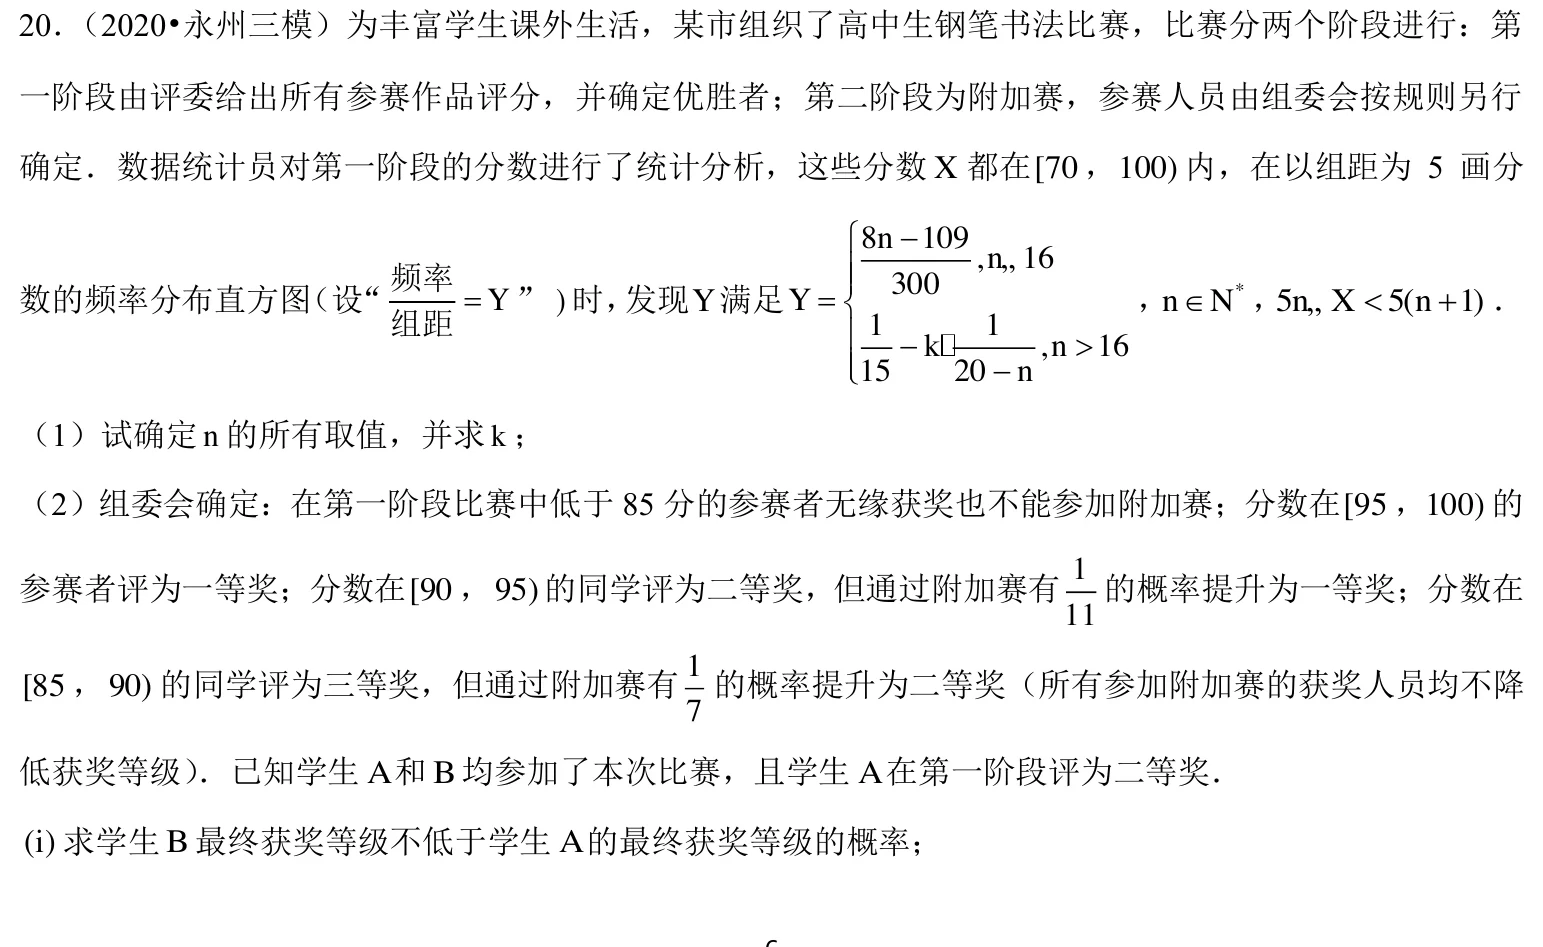 20.（2020•永州三模）为丰富学生课外生活，某市组织了高中生钢笔书法比赛，比赛分两个阶段进行：第
一阶段由评委给出所有参赛作品评分，并确定优胜者；第二阶段为附加赛，参赛人员由组委会按规则另行
确定．数据统计员对第一阶段的分数进行了统计分析，这些分数 X 都在[70，100) 内，在以组距为 5 画分
数的频率分布直方图(设“\frac{频率}{组距}=Y”)时，发现 Y 满足 Y=\begin{cases}\frac{8n-109}{300},n„16\\\frac{1}{15}-k□\frac{1}{20-n},n>16\end{cases}，n∈N^*，5n„X<5(n+1)．
（1）试确定 n 的所有取值，并求 k；
（2）组委会确定：在第一阶段比赛中低于 85 分的参赛者无缘获奖也不能参加附加赛；分数在[95，100) 的
参赛者评为一等奖；分数在[90，95) 的同学评为二等奖，但通过附加赛有 \frac{1}{11} 的概率提升为一等奖；分数在
[85，90) 的同学评为三等奖，但通过附加赛有 \frac{1}{7} 的概率提升为二等奖（所有参加附加赛的获奖人员均不降
低获奖等级）．已知学生 A 和 B 均参加了本次比赛，且学生 A 在第一阶段评为二等奖．
(i) 求学生 B 最终获奖等级不低于学生 A 的最终获奖等级的概率；